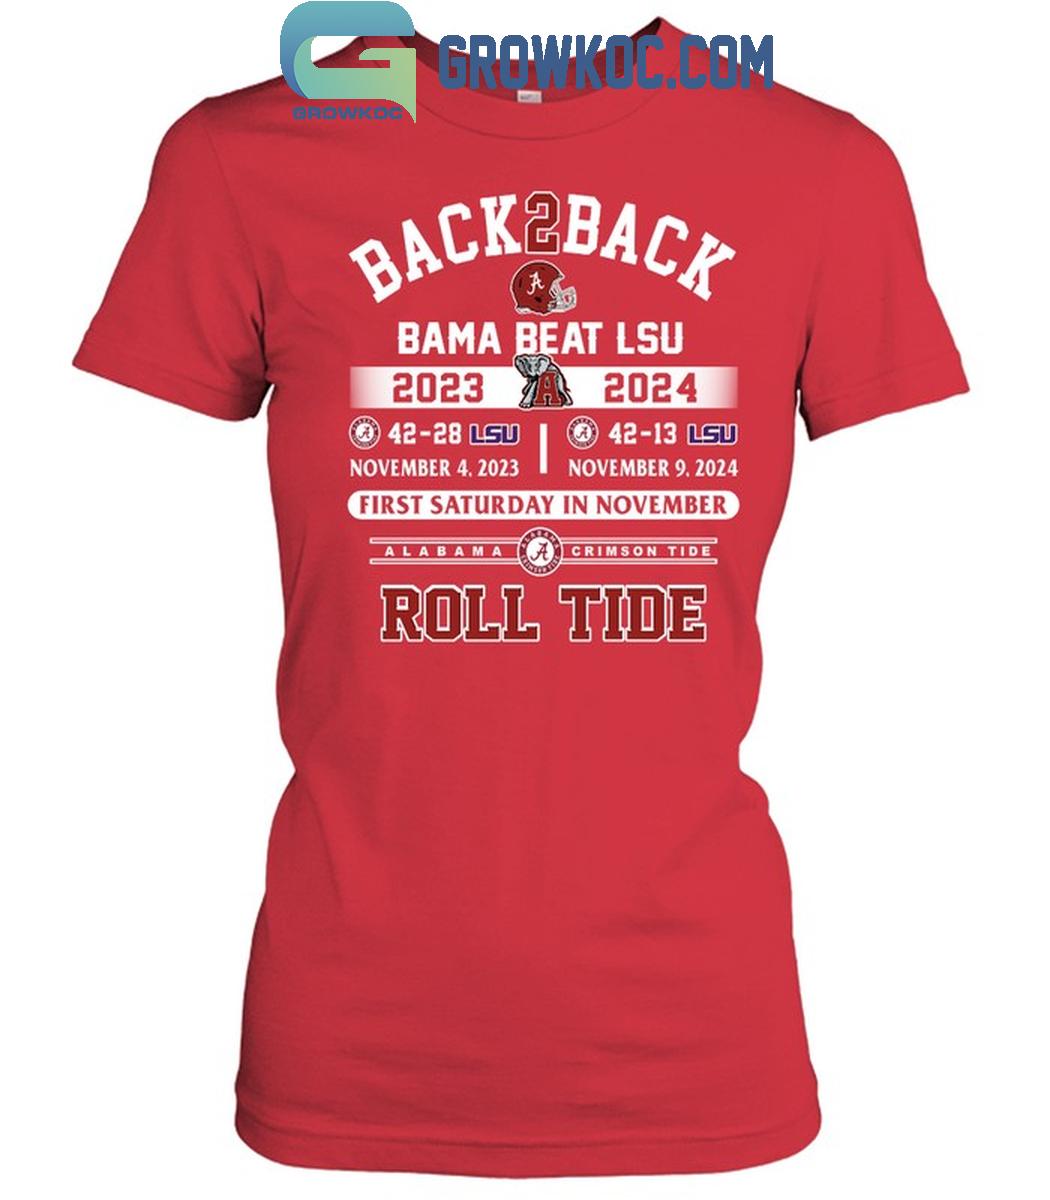 GROWKOC.COM
GROWKOC
BACK2BACK
A
BAMA BEAT LSU
2023 A 2024
A 42-28 LSU | A 42-13 LSU
NOVEMBER 4, 2023 NOVEMBER 9, 2024
FIRST SATURDAY IN NOVEMBER
ALABAMA A CRIMSON TIDE
ROLL TIDE